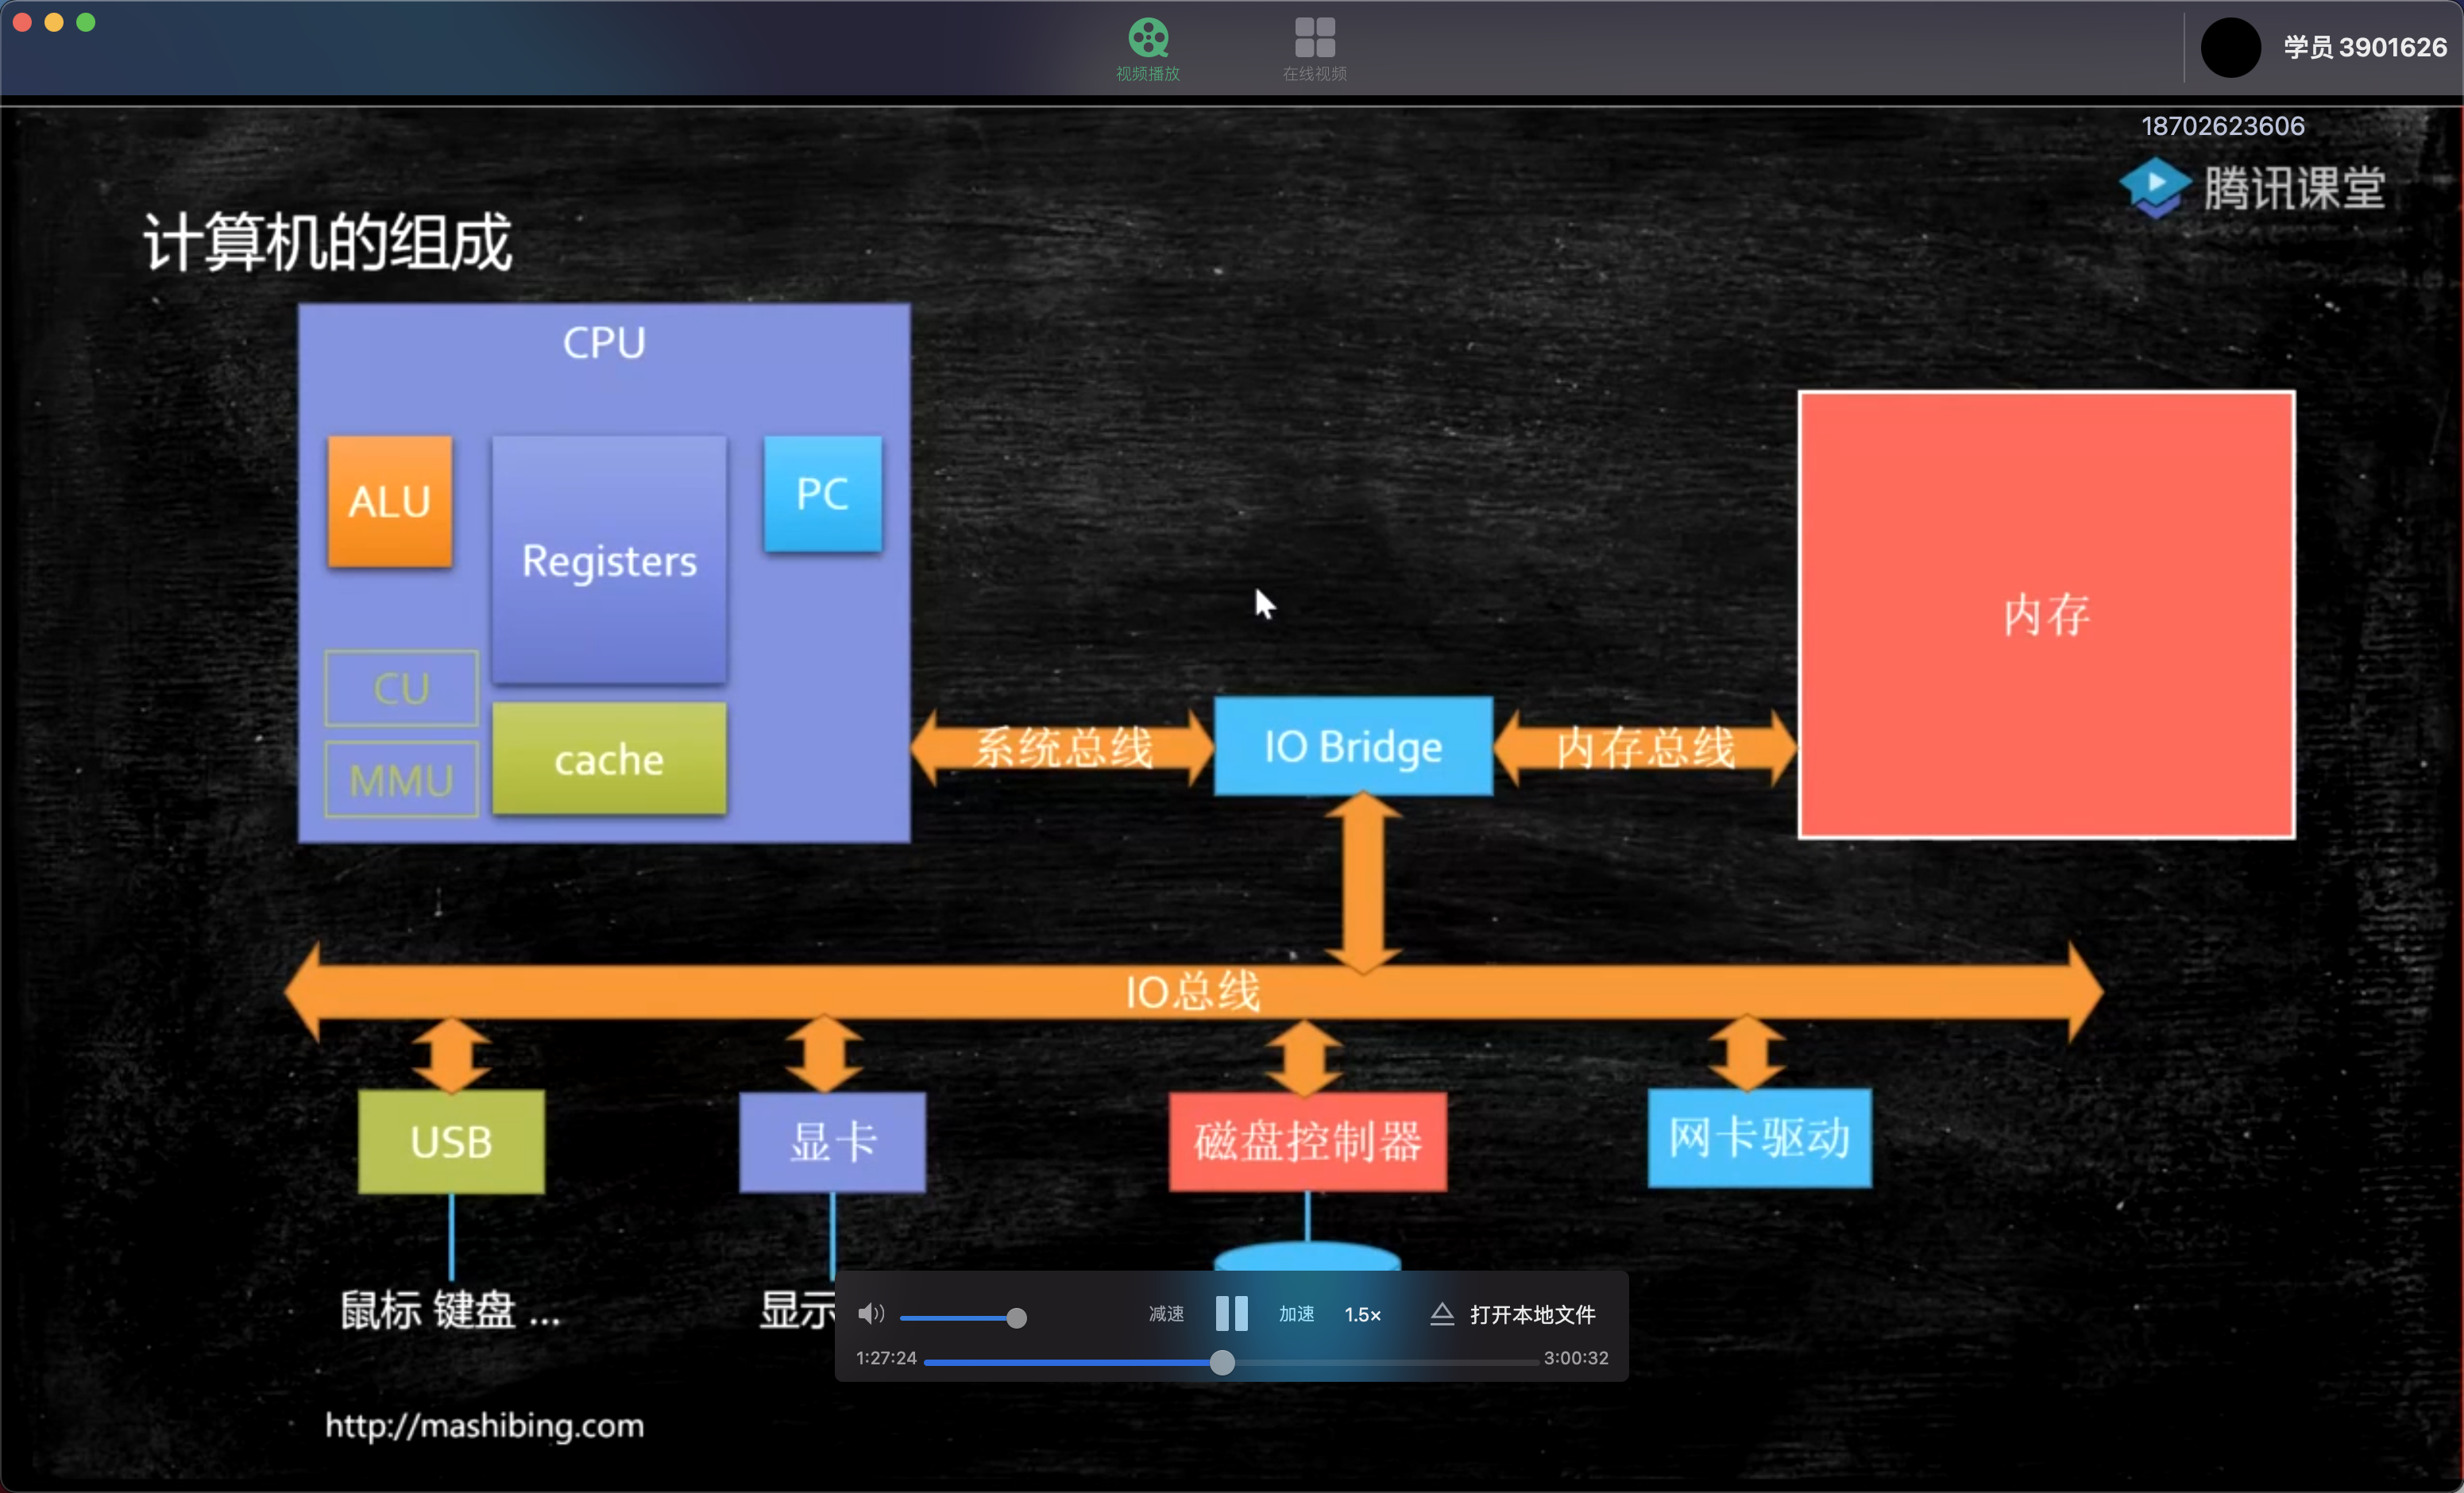 视频播放
在线视频
学员 3901626
18702623606
腾讯课堂
计算机的组成
CPU
ALU
Registers
PC
CU
MMU
cache
系统总线
IO Bridge
内存总线
内存
IO总线
USB
显卡
磁盘控制器
网卡驱动
鼠标 键盘 ...
显示
减速
加速
1.5×
打开本地文件
1:27:24
3:00:32
http://mashibing.com